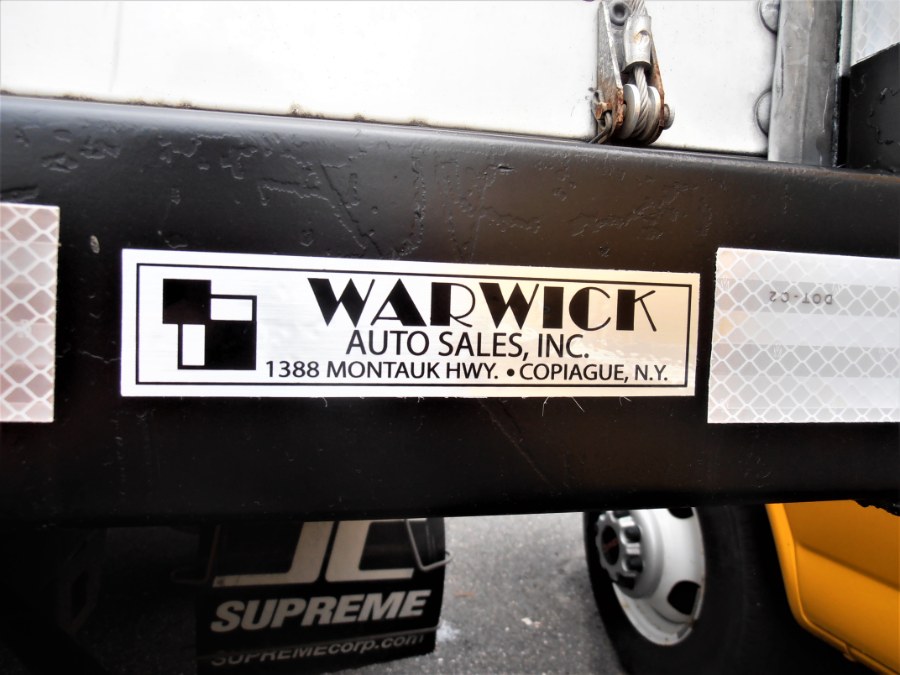 WARWICK
AUTO SALES, INC.
1388 MONTAUK HWY. • COPIAGUE, N.Y.
DOT-C2
SUPREME
SUPREMEcorp.com